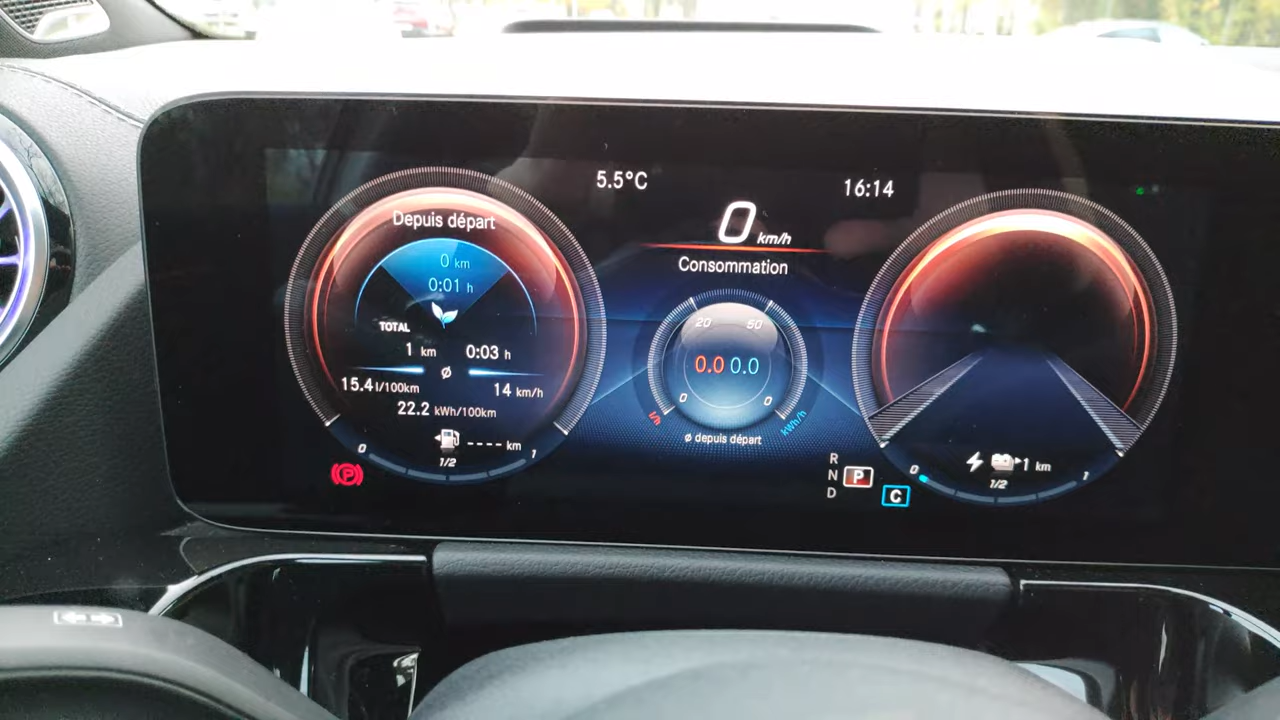 5.5°C
16:14
0 km/h
Depuis départ
0 km
0:01 h
TOTAL
1 km 0:03 h
ø
15.4 l/100km 14 km/h
22.2 kWh/100km
---- km
0 1/2 1
P
Consommation
20 50
0.0 0.0
0 0
l/h kWh/h
ø depuis départ
R
N P
D
C
1 km
0 1/2 1